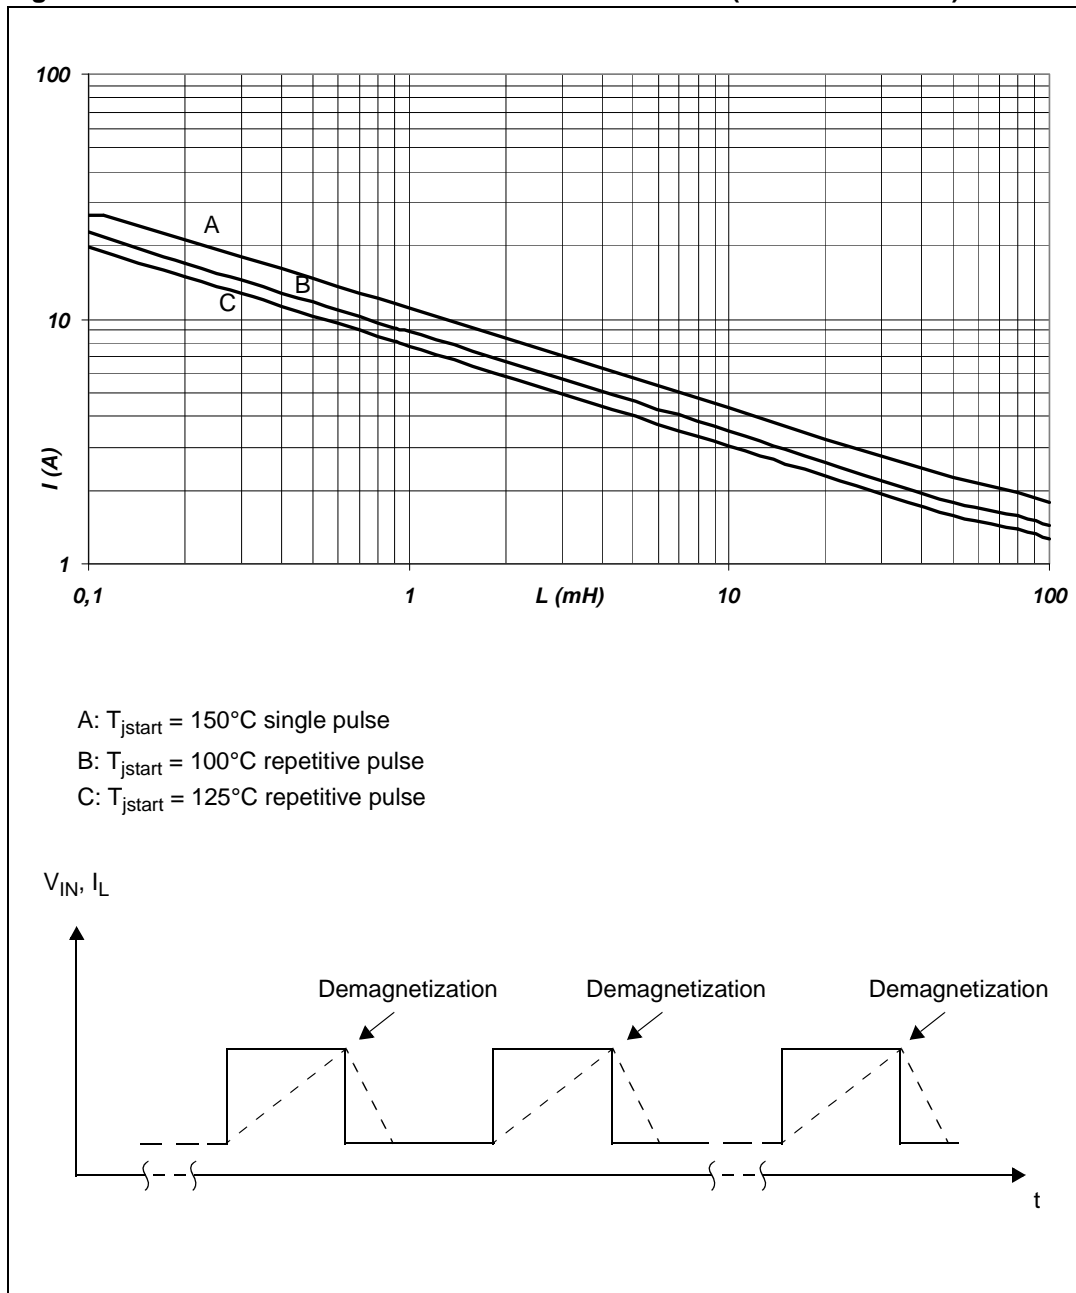 100
A
B
C
10
I (A)
1
0,1 1 L (mH) 10 100
A: Tjstart = 150°C single pulse
B: Tjstart = 100°C repetitive pulse
C: Tjstart = 125°C repetitive pulse
VIN, IL
Demagnetization Demagnetization Demagnetization
t